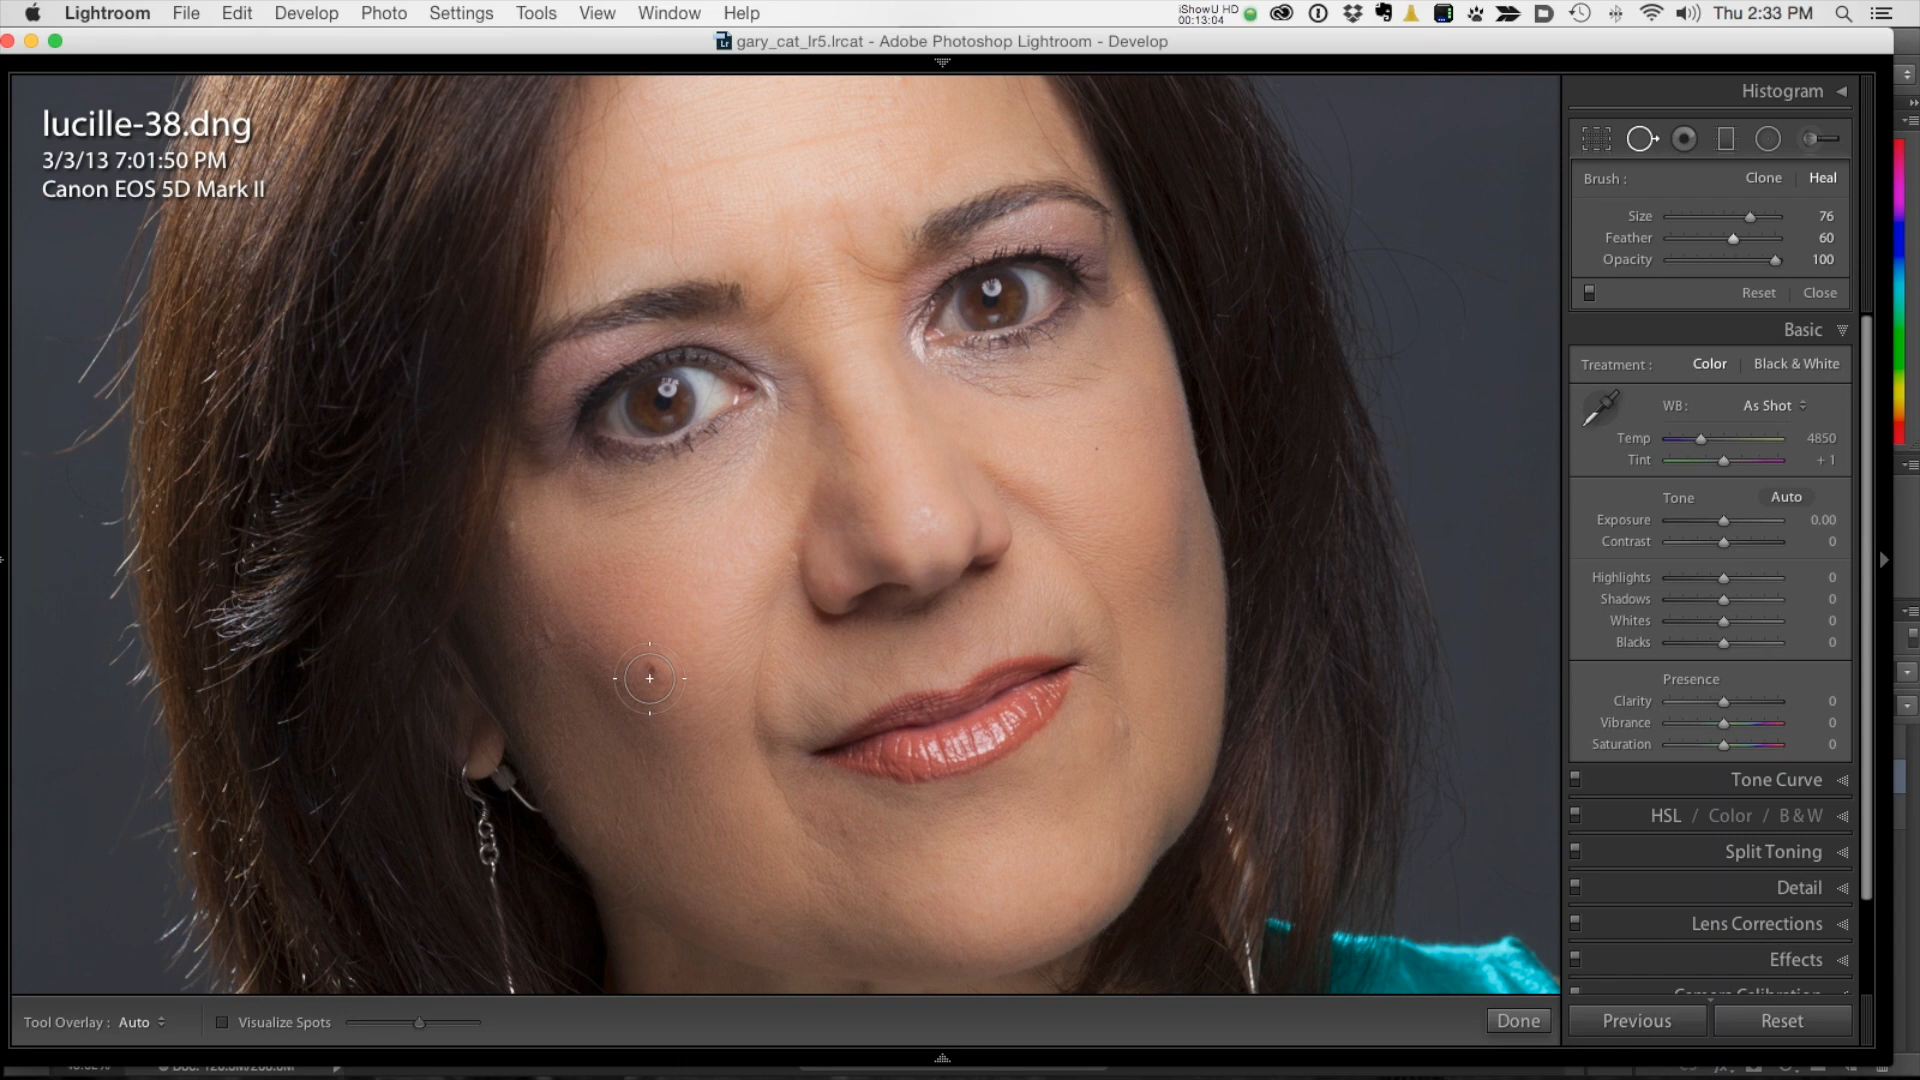 Lightroom File Edit Develop Photo Settings Tools View Window Help iShowU HD 00:13:04 Thu 2:33 PM
gary_cat_lr5.lrcat - Adobe Photoshop Lightroom - Develop
lucille-38.dng
3/3/13 7:01:50 PM
Canon EOS 5D Mark II
Histogram
Brush : Clone Heal
Size 76
Feather 60
Opacity 100
Reset Close
Basic
Treatment : Color Black & White
WB: As Shot
Temp 4850
Tint + 1
Tone Auto
Exposure 0.00
Contrast 0
Highlights 0
Shadows 0
Whites 0
Blacks 0
Presence
Clarity 0
Vibrance 0
Saturation 0
Tone Curve
HSL / Color / B & W
Split Toning
Detail
Lens Corrections
Effects
Tool Overlay : Auto Visualize Spots Done
Previous Reset